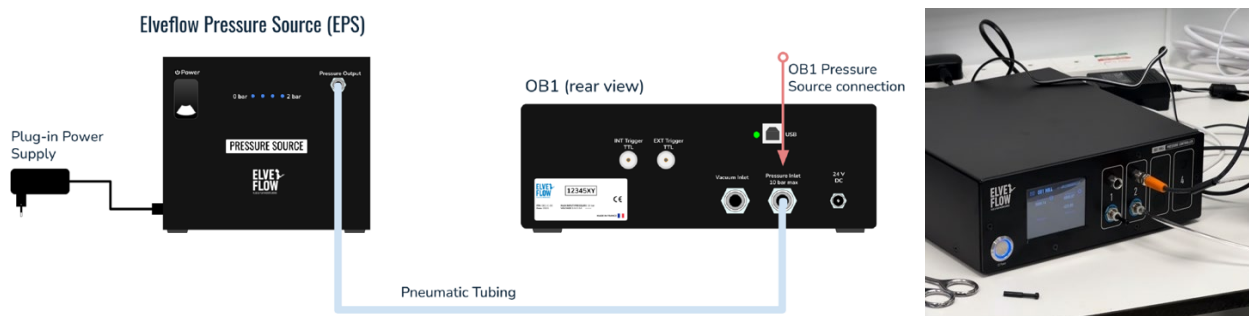 Elveflow Pressure Source (EPS)
Power
Pressure Output
0 bar
2 bar
Plug-in Power
Supply
PRESSURE SOURCE
ELVE
FLOW
OB1 (rear view)
OB1 Pressure
Source connection
USB
INT Trigger
TTL
EXT Trigger
TTL
Vacuum Inlet
Pressure Inlet
10 bar max
24 V
DC
ELVE
FLOW
12345XY
CE
Pneumatic Tubing
ELVE
FLOW
1
2
4